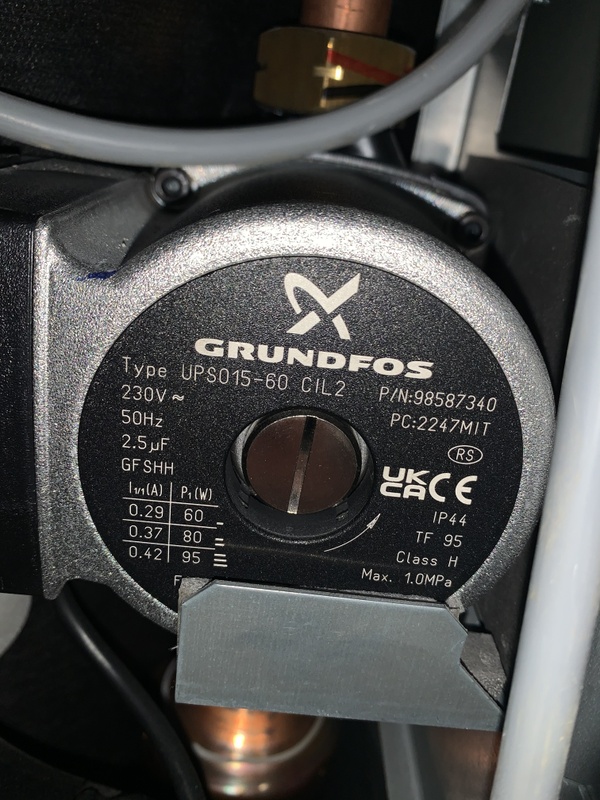 GRUNDFOS
Type UPSO15-60 CIL2
P/N:98587340
230V ~
PC:2247MIT
50Hz
2.5µF
RS
GFSHH
UK CA CE
I1/1(A) P1(W)
IP44
0.29 60
TF 95
0.37 80
Class H
0.42 95
Max. 1.0MPa